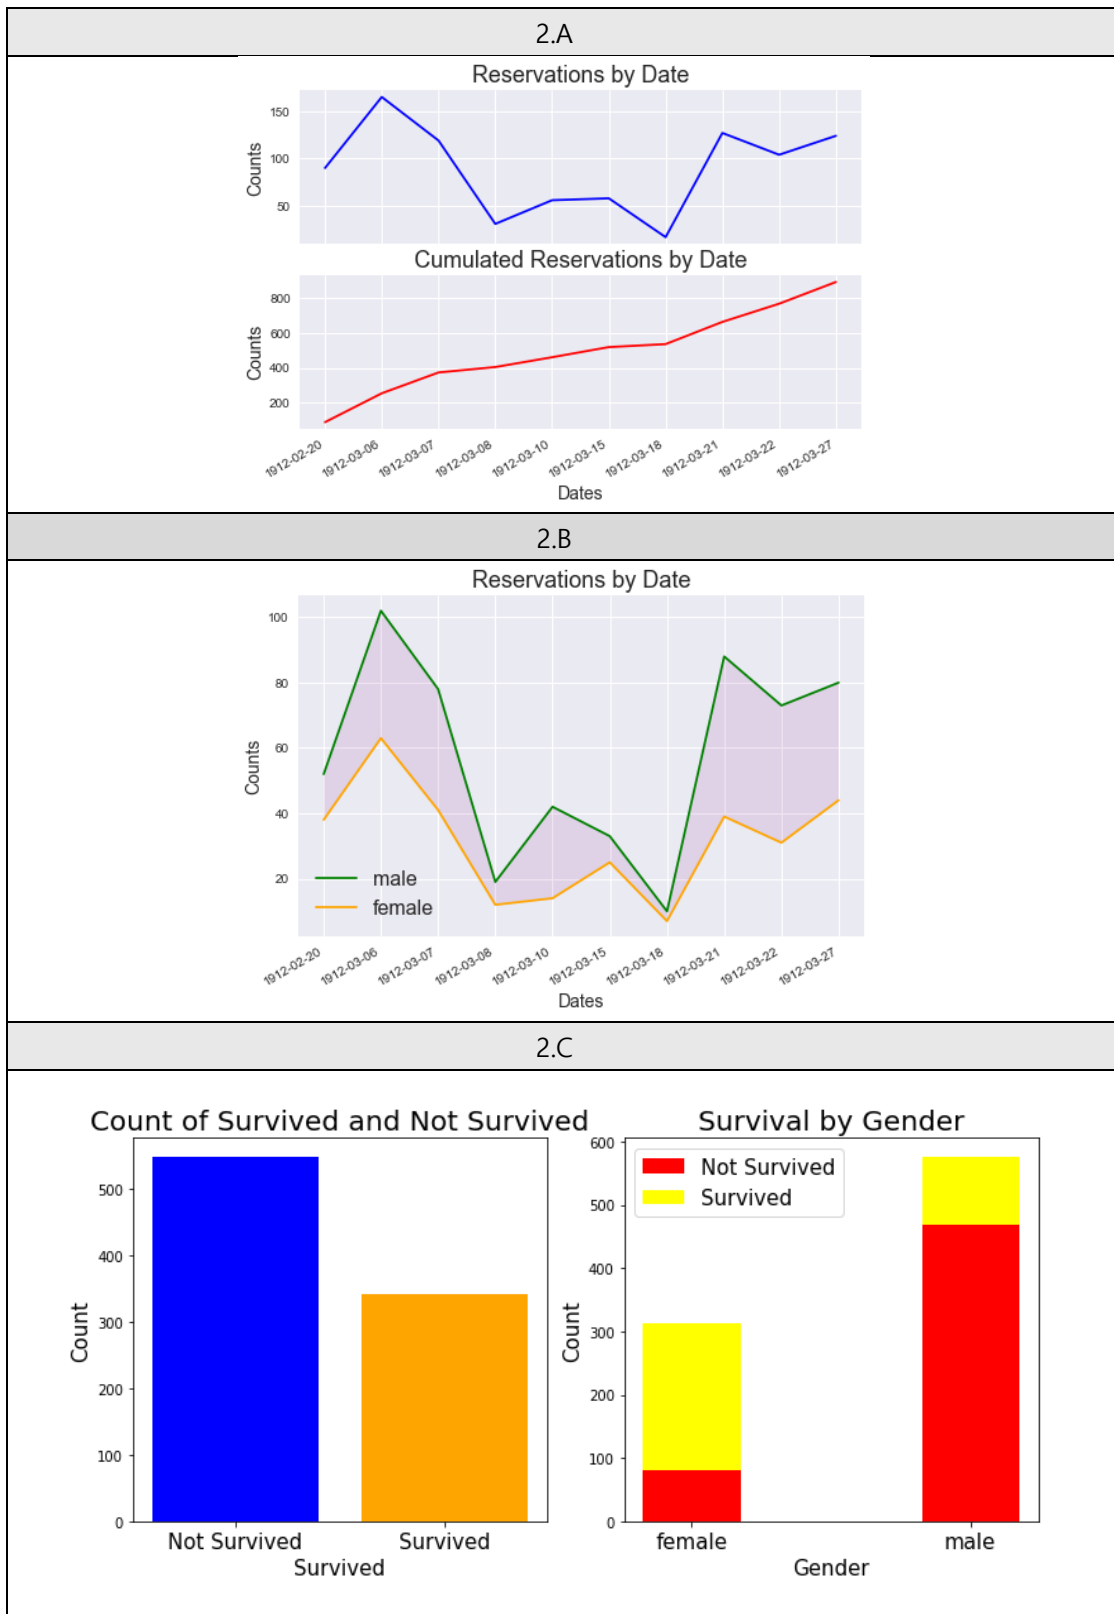 2.A
Reservations by Date
150
100
50
Counts
Cumulated Reservations by Date
800
600
400
200
Counts
1912-02-20
1912-03-06
1912-03-07
1912-03-08
1912-03-10
1912-03-15
1912-03-18
1912-03-21
1912-03-22
1912-03-27
Dates
2.B
Reservations by Date
100
80
60
40
20
Counts
male
female
1912-02-20
1912-03-06
1912-03-07
1912-03-08
1912-03-10
1912-03-15
1912-03-18
1912-03-21
1912-03-22
1912-03-27
Dates
2.C
Count of Survived and Not Survived
500
400
300
200
100
0
Count
Not Survived
Survived
Survived
Survival by Gender
600
500
400
300
200
100
0
Count
Not Survived
Survived
female
male
Gender